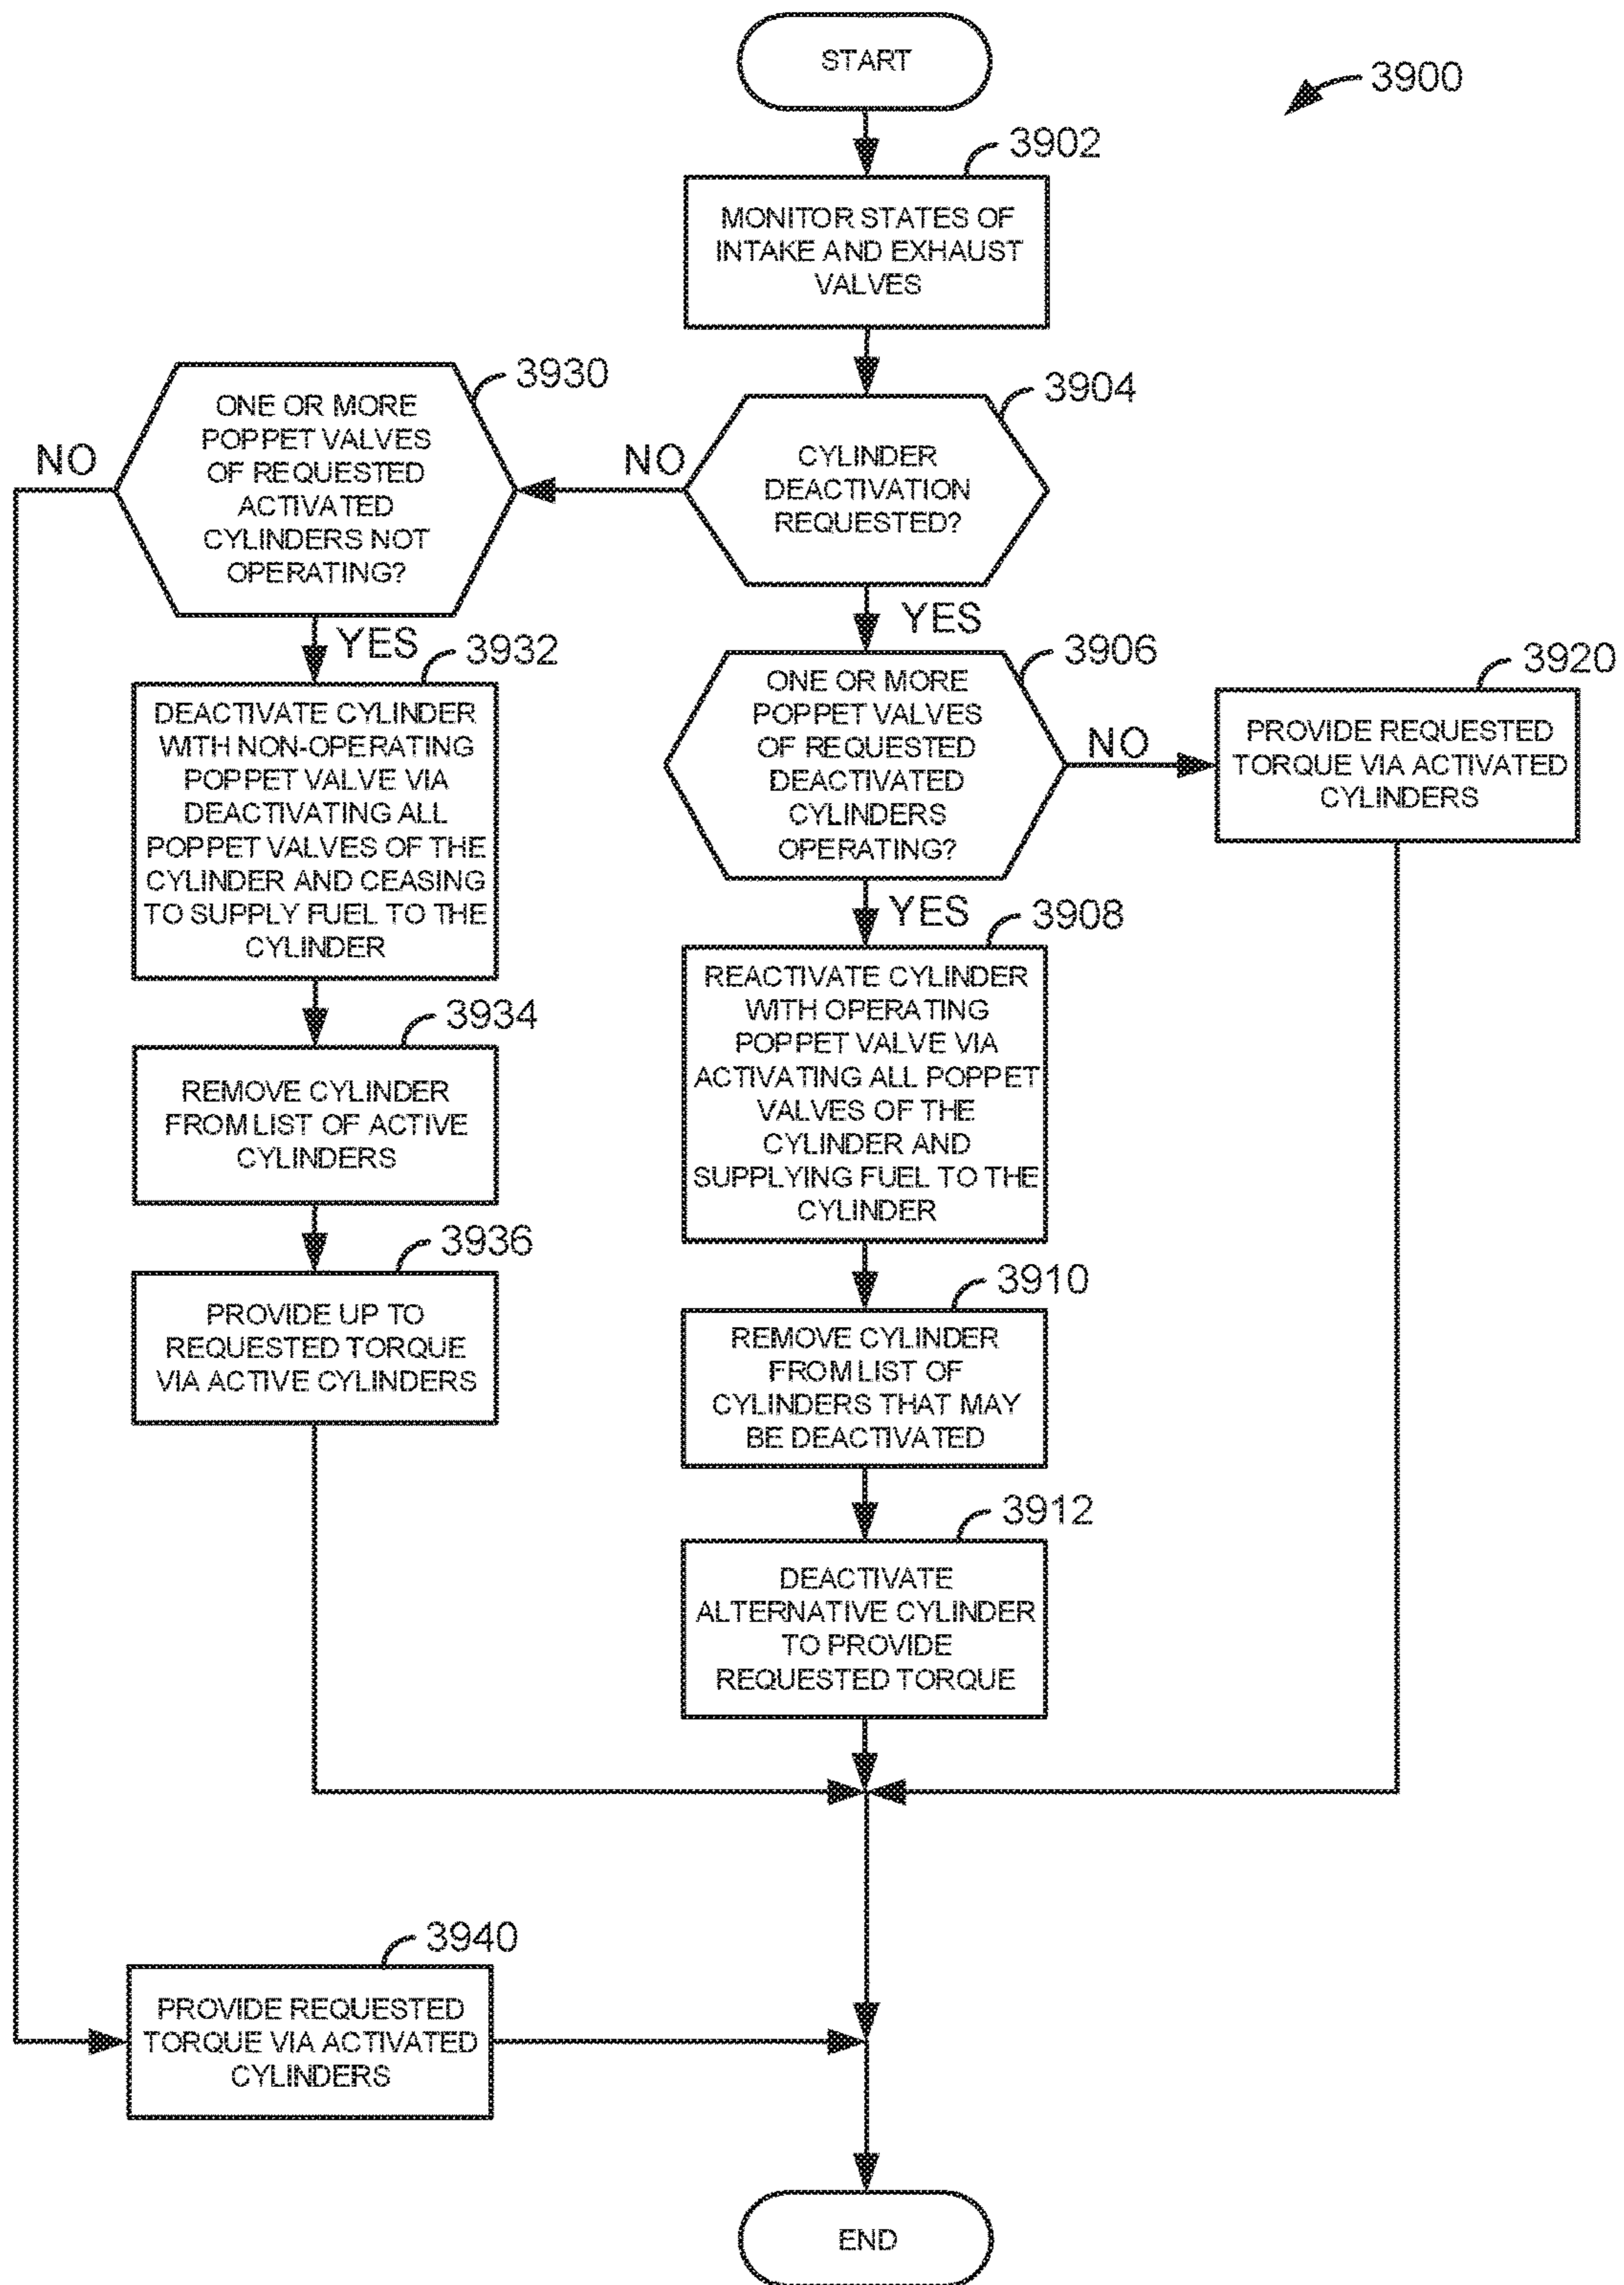 START
3900
3902
MONITOR STATES OF
INTAKE AND EXHAUST
VALVES
3904
CYLINDER
DEACTIVATION
REQUESTED?
NO
YES
3930
ONE OR MORE
POPPET VALVES
OF REQUESTED
ACTIVATED
CYLINDERS NOT
OPERATING?
NO
YES
3906
ONE OR MORE
POPPET VALVES
OF REQUESTED
DEACTIVATED
CYLINDERS
OPERATING?
NO
YES
3920
PROVIDE REQUESTED
TORQUE VIA ACTIVATED
CYLINDERS
3932
DEACTIVATE CYLINDER
WITH NON-OPERATING
POPPET VALVE VIA
DEACTIVATING ALL
POPPET VALVES OF THE
CYLINDER AND CEASING
TO SUPPLY FUEL TO THE
CYLINDER
3908
REACTIVATE CYLINDER
WITH OPERATING
POPPET VALVE VIA
ACTIVATING ALL POPPET
VALVES OF THE
CYLINDER AND
SUPPLYING FUEL TO THE
CYLINDER
3934
REMOVE CYLINDER
FROM LIST OF ACTIVE
CYLINDERS
3936
PROVIDE UP TO
REQUESTED TORQUE
VIA ACTIVE CYLINDERS
3910
REMOVE CYLINDER
FROM LIST OF
CYLINDERS THAT MAY
BE DEACTIVATED
3912
DEACTIVATE
ALTERNATIVE CYLINDER
TO PROVIDE
REQUESTED TORQUE
3940
PROVIDE REQUESTED
TORQUE VIA ACTIVATED
CYLINDERS
END